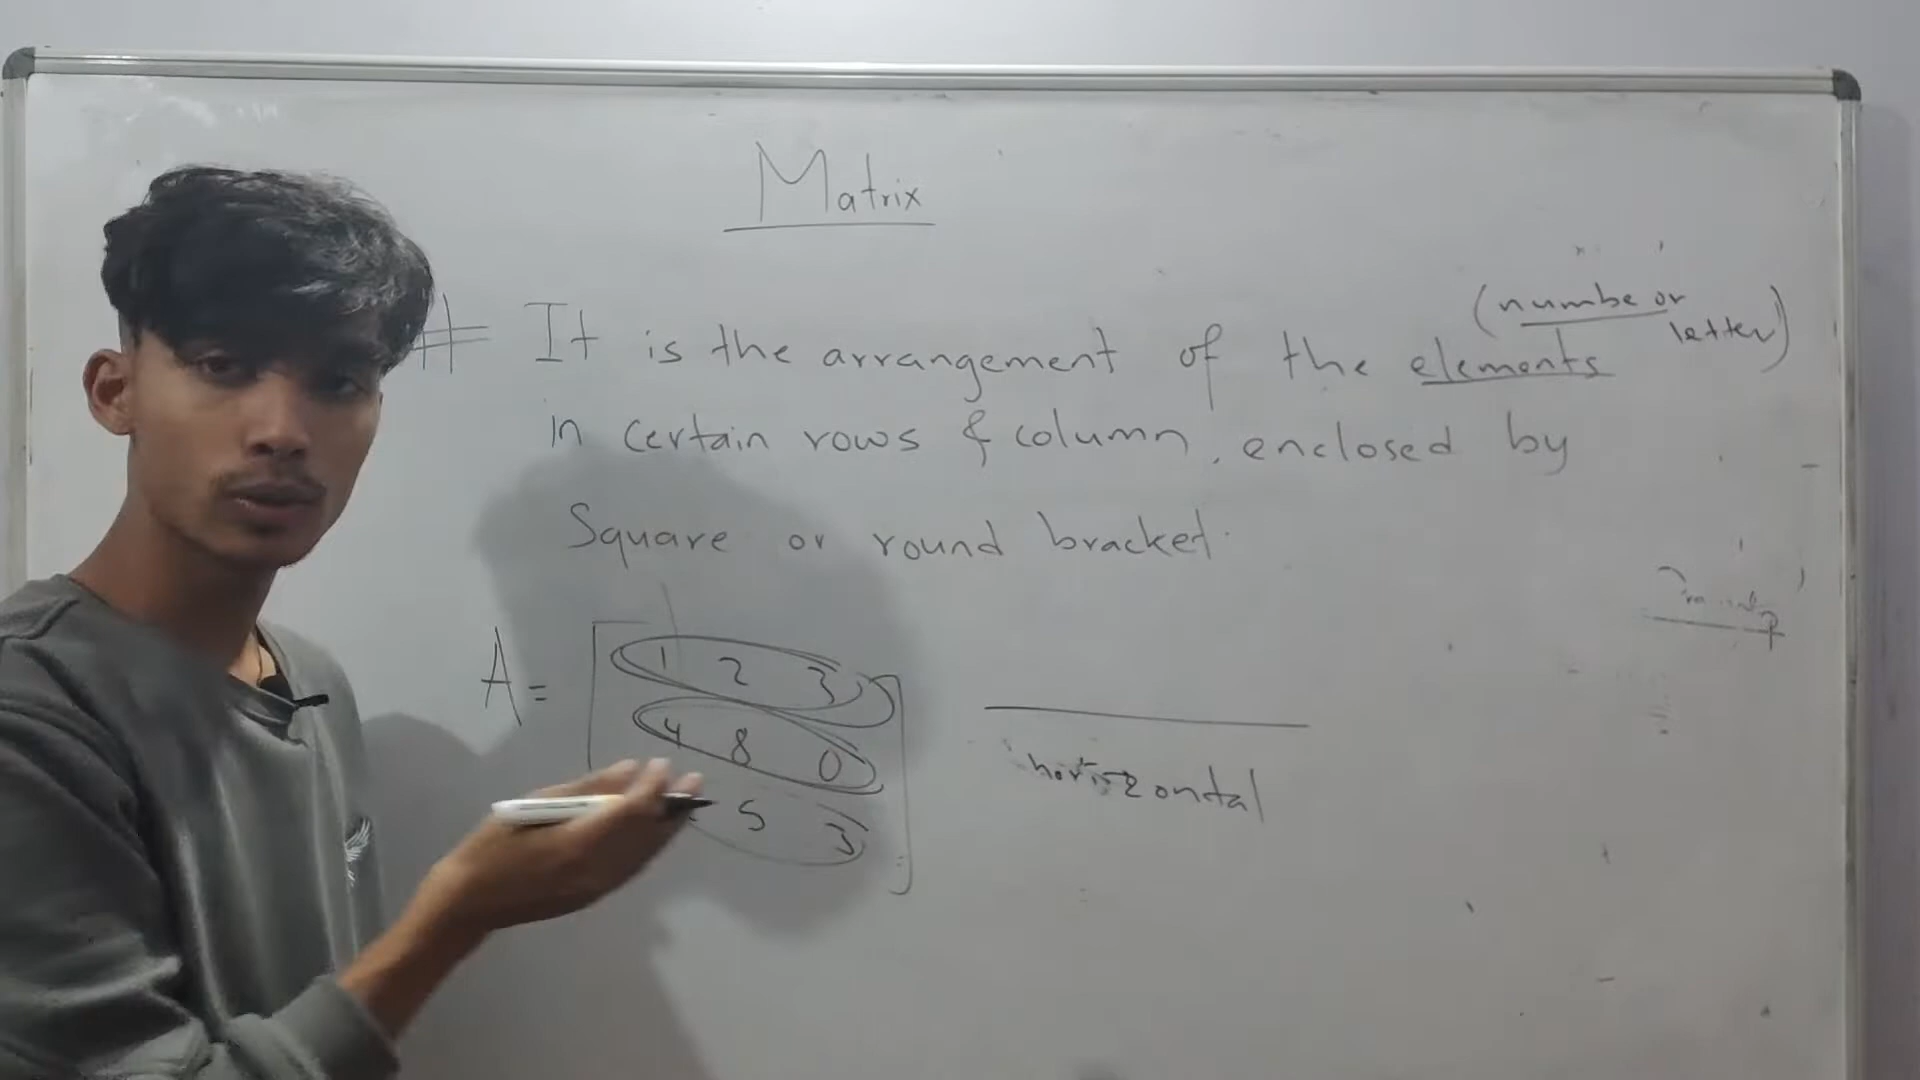 Matrix
(numbe or
letter)
# It is the arrangement of the elements
in certain rows & column, enclosed by
Square or round bracket.
A = [ 1 2 3
4 8 0
5 3 ]
horizontal